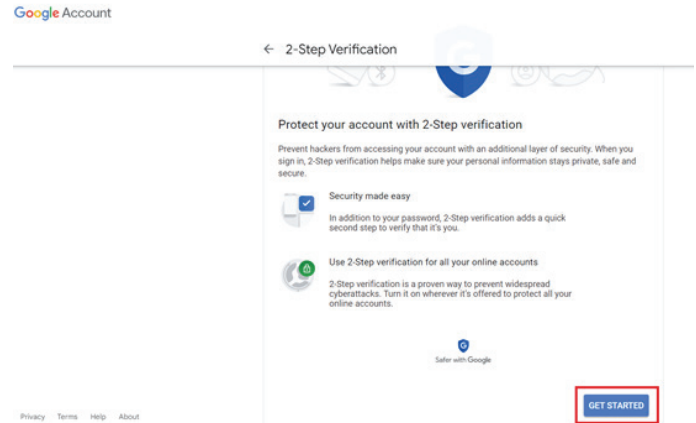 Google Account
← 2-Step Verification
Protect your account with 2-Step verification
Prevent hackers from accessing your account with an additional layer of security. When you
sign in, 2-Step verification helps make sure your personal information stays private, safe and
secure.
Security made easy
In addition to your password, 2-Step verification adds a quick
second step to verify that it's you.
Use 2-Step verification for all your online accounts
2-Step verification is a proven way to prevent widespread
cyberattacks. Turn it on wherever it's offered to protect all your
online accounts.
Safer with Google
GET STARTED
Privacy Terms Help About